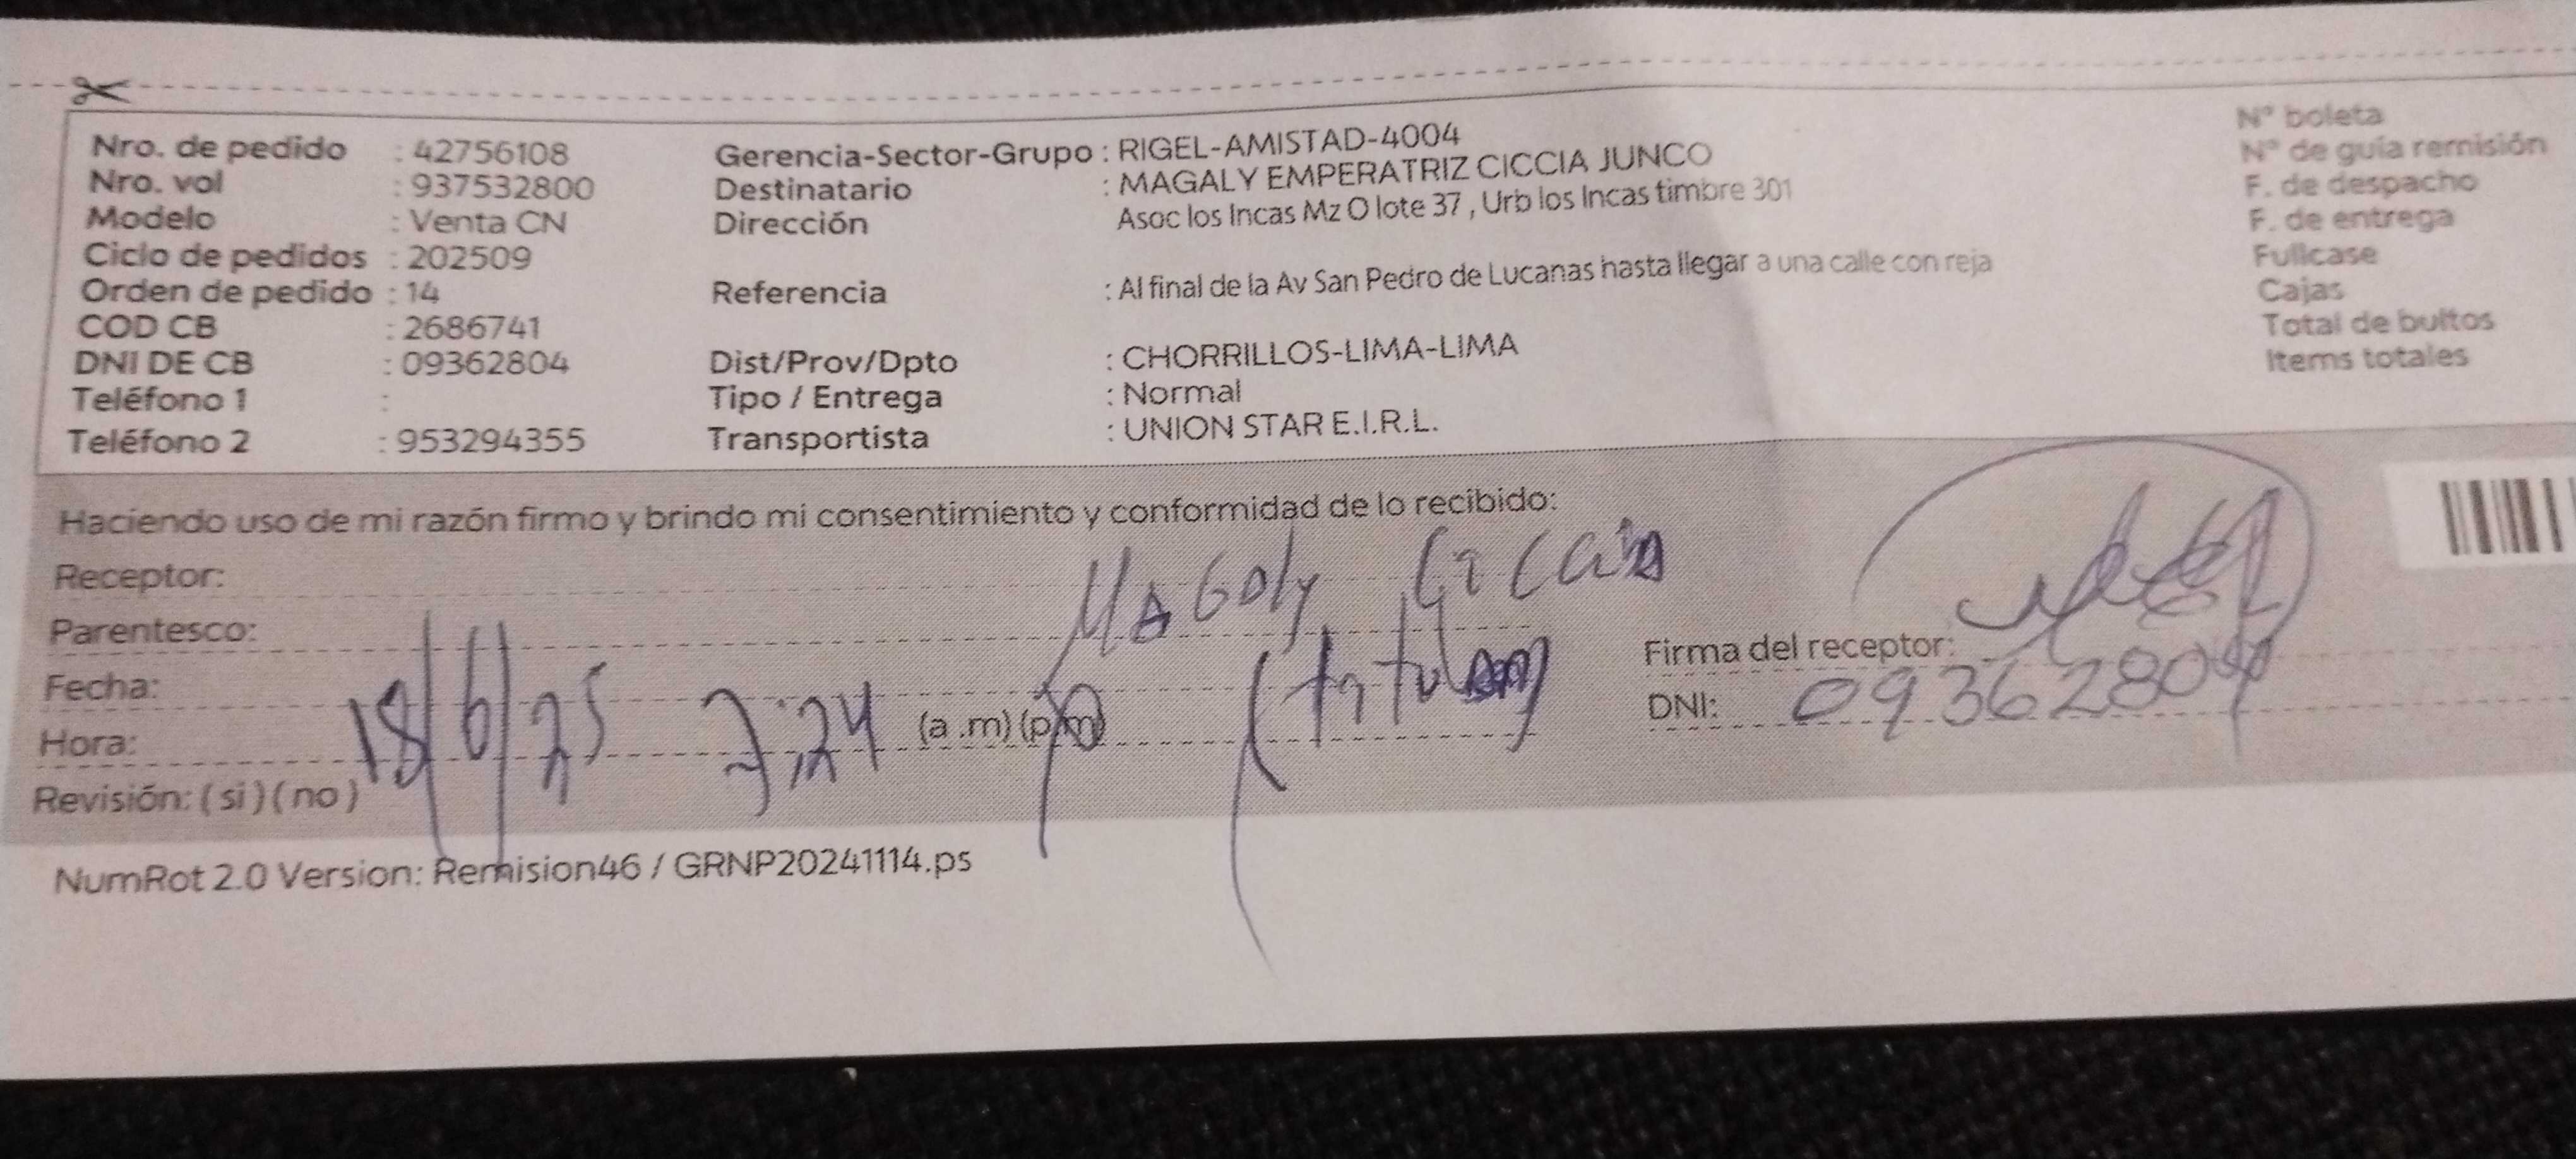 Nro. de pedido : 42756108
Nro. vol : 937532800
Modelo : Venta CN
Ciclo de pedidos : 202509
Orden de pedido : 14
COD CB : 2686741
DNI DE CB : 09362804
Teléfono 1 :
Teléfono 2 : 953294355
Gerencia-Sector-Grupo : RIGEL-AMISTAD-4004
Destinatario : MAGALY EMPERATRIZ CICCIA JUNCO
Dirección Asoc los Incas Mz O lote 37 , Urb los Incas timbre 301
Referencia : Al final de la Av San Pedro de Lucanas hasta llegar a una calle con reja
Dist/Prov/Dpto : CHORRILLOS-LIMA-LIMA
Tipo / Entrega : Normal
Transportista : UNION STAR E.I.R.L.
N° boleta
N° de guía remisión
F. de despacho
F. de entrega
Fullcase
Cajas
Total de bultos
Items totales
Haciendo uso de mi razón firmo y brindo mi consentimiento y conformidad de lo recibido:
Receptor: Magaly Ciccia
Parentesco:
Fecha: 18/6/25
Hora: 7:24 (a .m) (p.m)
Revisión: ( si ) ( no )
Firma del receptor:
DNI: 09362804
NumRot 2.0 Version: Remision46 / GRNP20241114.ps